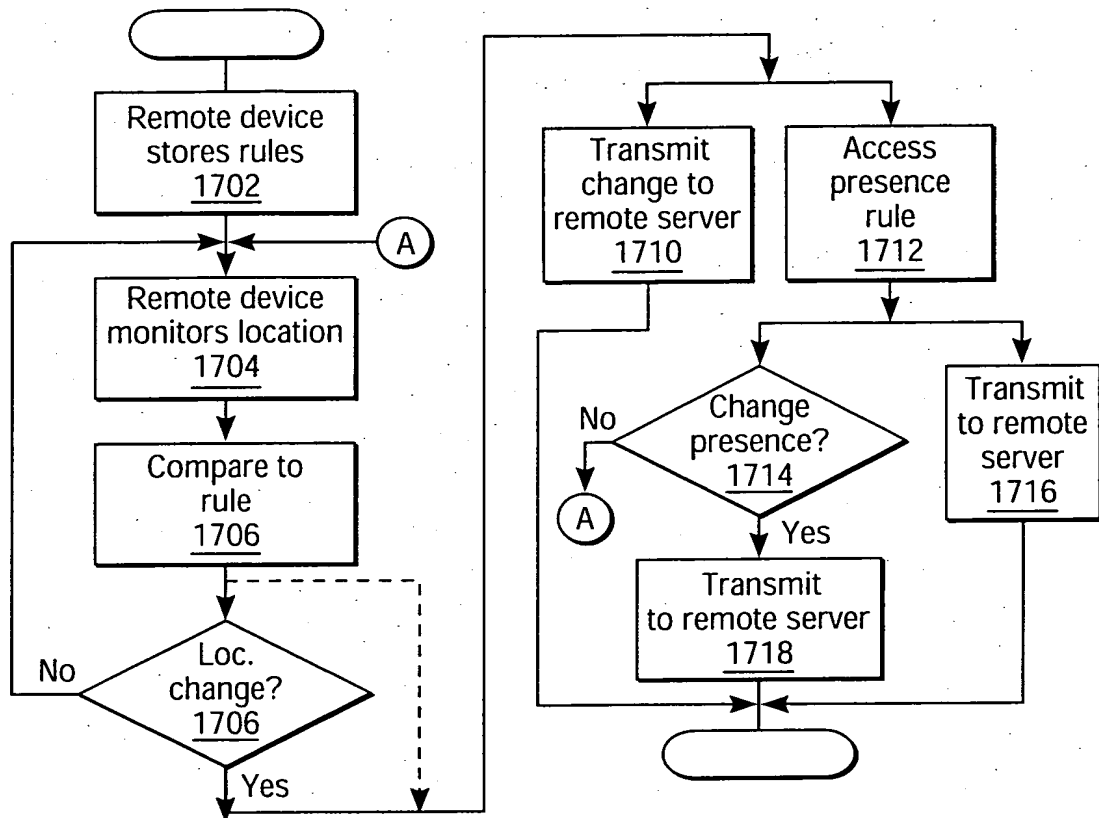 Remote device
stores rules
1702
A
Remote device
monitors location
1704
Compare to
rule
1706
No
Loc.
change?
1706
Yes
Transmit
change to
remote server
1710
Access
presence
rule
1712
No
Change
presence?
1714
A
Yes
Transmit
to remote
server
1716
Transmit
to remote server
1718